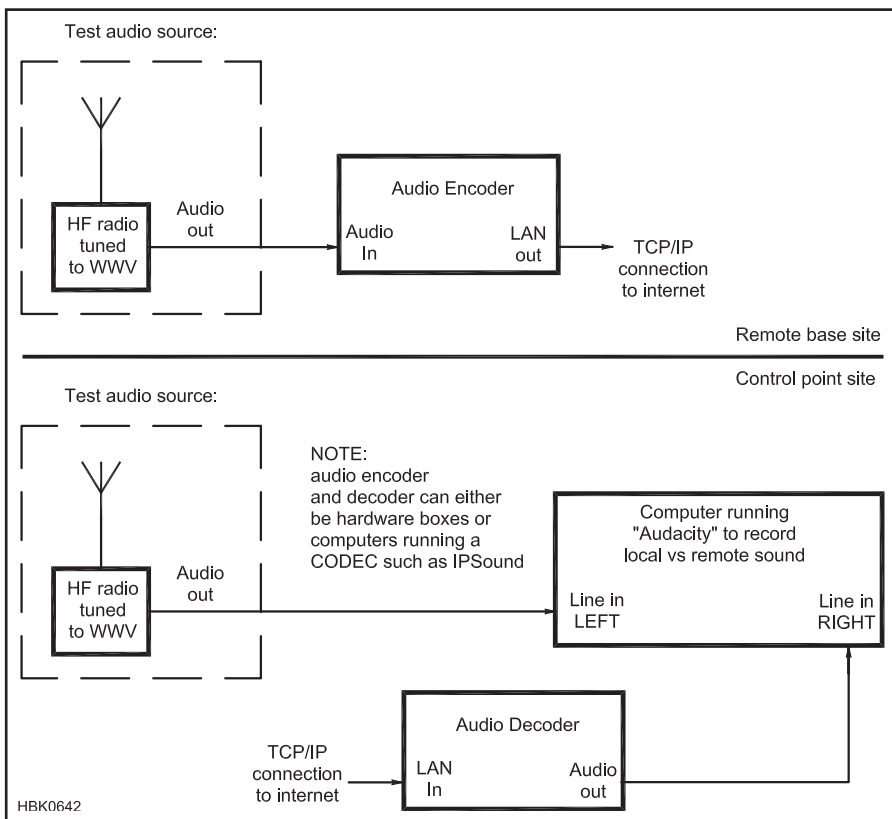 Test audio source:
HF radio
tuned
to WWV
Audio
out
Audio Encoder
Audio
In
LAN
out
TCP/IP
connection
to internet
Remote base site
Control point site
Test audio source:
NOTE:
audio encoder
and decoder can either
be hardware boxes or
computers running a
CODEC such as IPSound
HF radio
tuned
to WWV
Audio
out
Computer running
"Audacity" to record
local vs remote sound
Line in
LEFT
Line in
RIGHT
Audio Decoder
TCP/IP
connection
to internet
LAN
In
Audio
out
HBK0642